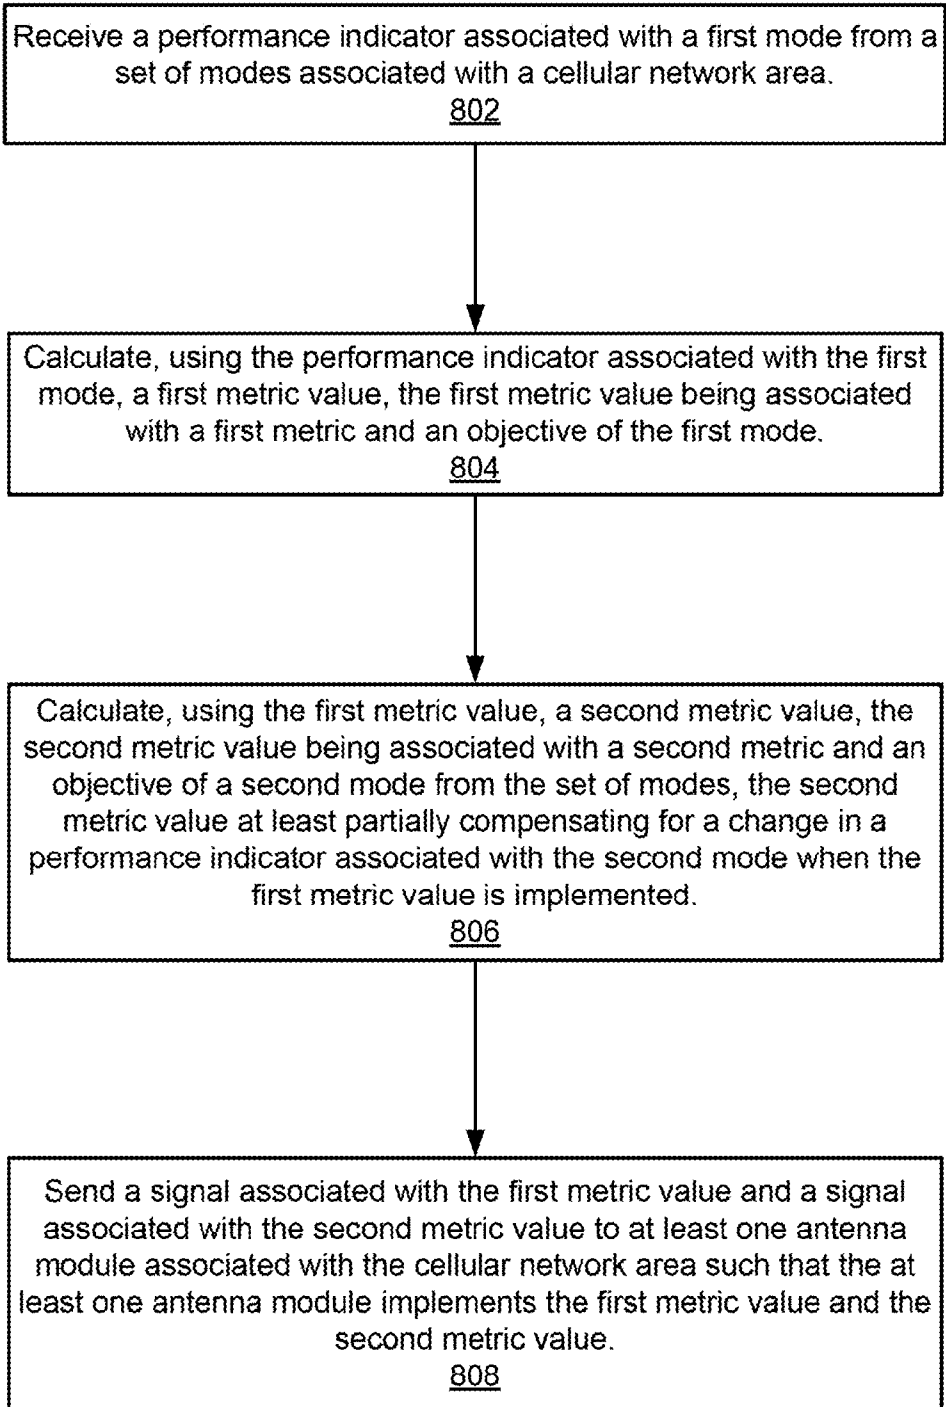 Receive a performance indicator associated with a first mode from a
set of modes associated with a cellular network area.
802
Calculate, using the performance indicator associated with the first
mode, a first metric value, the first metric value being associated
with a first metric and an objective of the first mode.
804
Calculate, using the first metric value, a second metric value, the
second metric value being associated with a second metric and an
objective of a second mode from the set of modes, the second
metric value at least partially compensating for a change in a
performance indicator associated with the second mode when the
first metric value is implemented.
806
Send a signal associated with the first metric value and a signal
associated with the second metric value to at least one antenna
module associated with the cellular network area such that the at
least one antenna module implements the first metric value and the
second metric value.
808